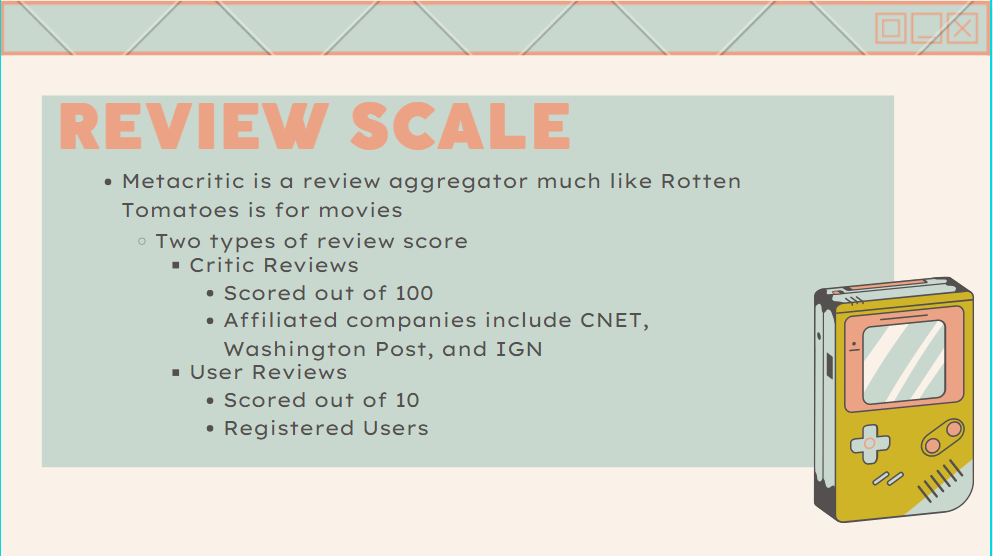 REVIEW SCALE
Metacritic is a review aggregator much like Rotten
Tomatoes is for movies
Two types of review score
Critic Reviews
Scored out of 100
Affiliated companies include CNET,
Washington Post, and IGN
User Reviews
Scored out of 10
Registered Users